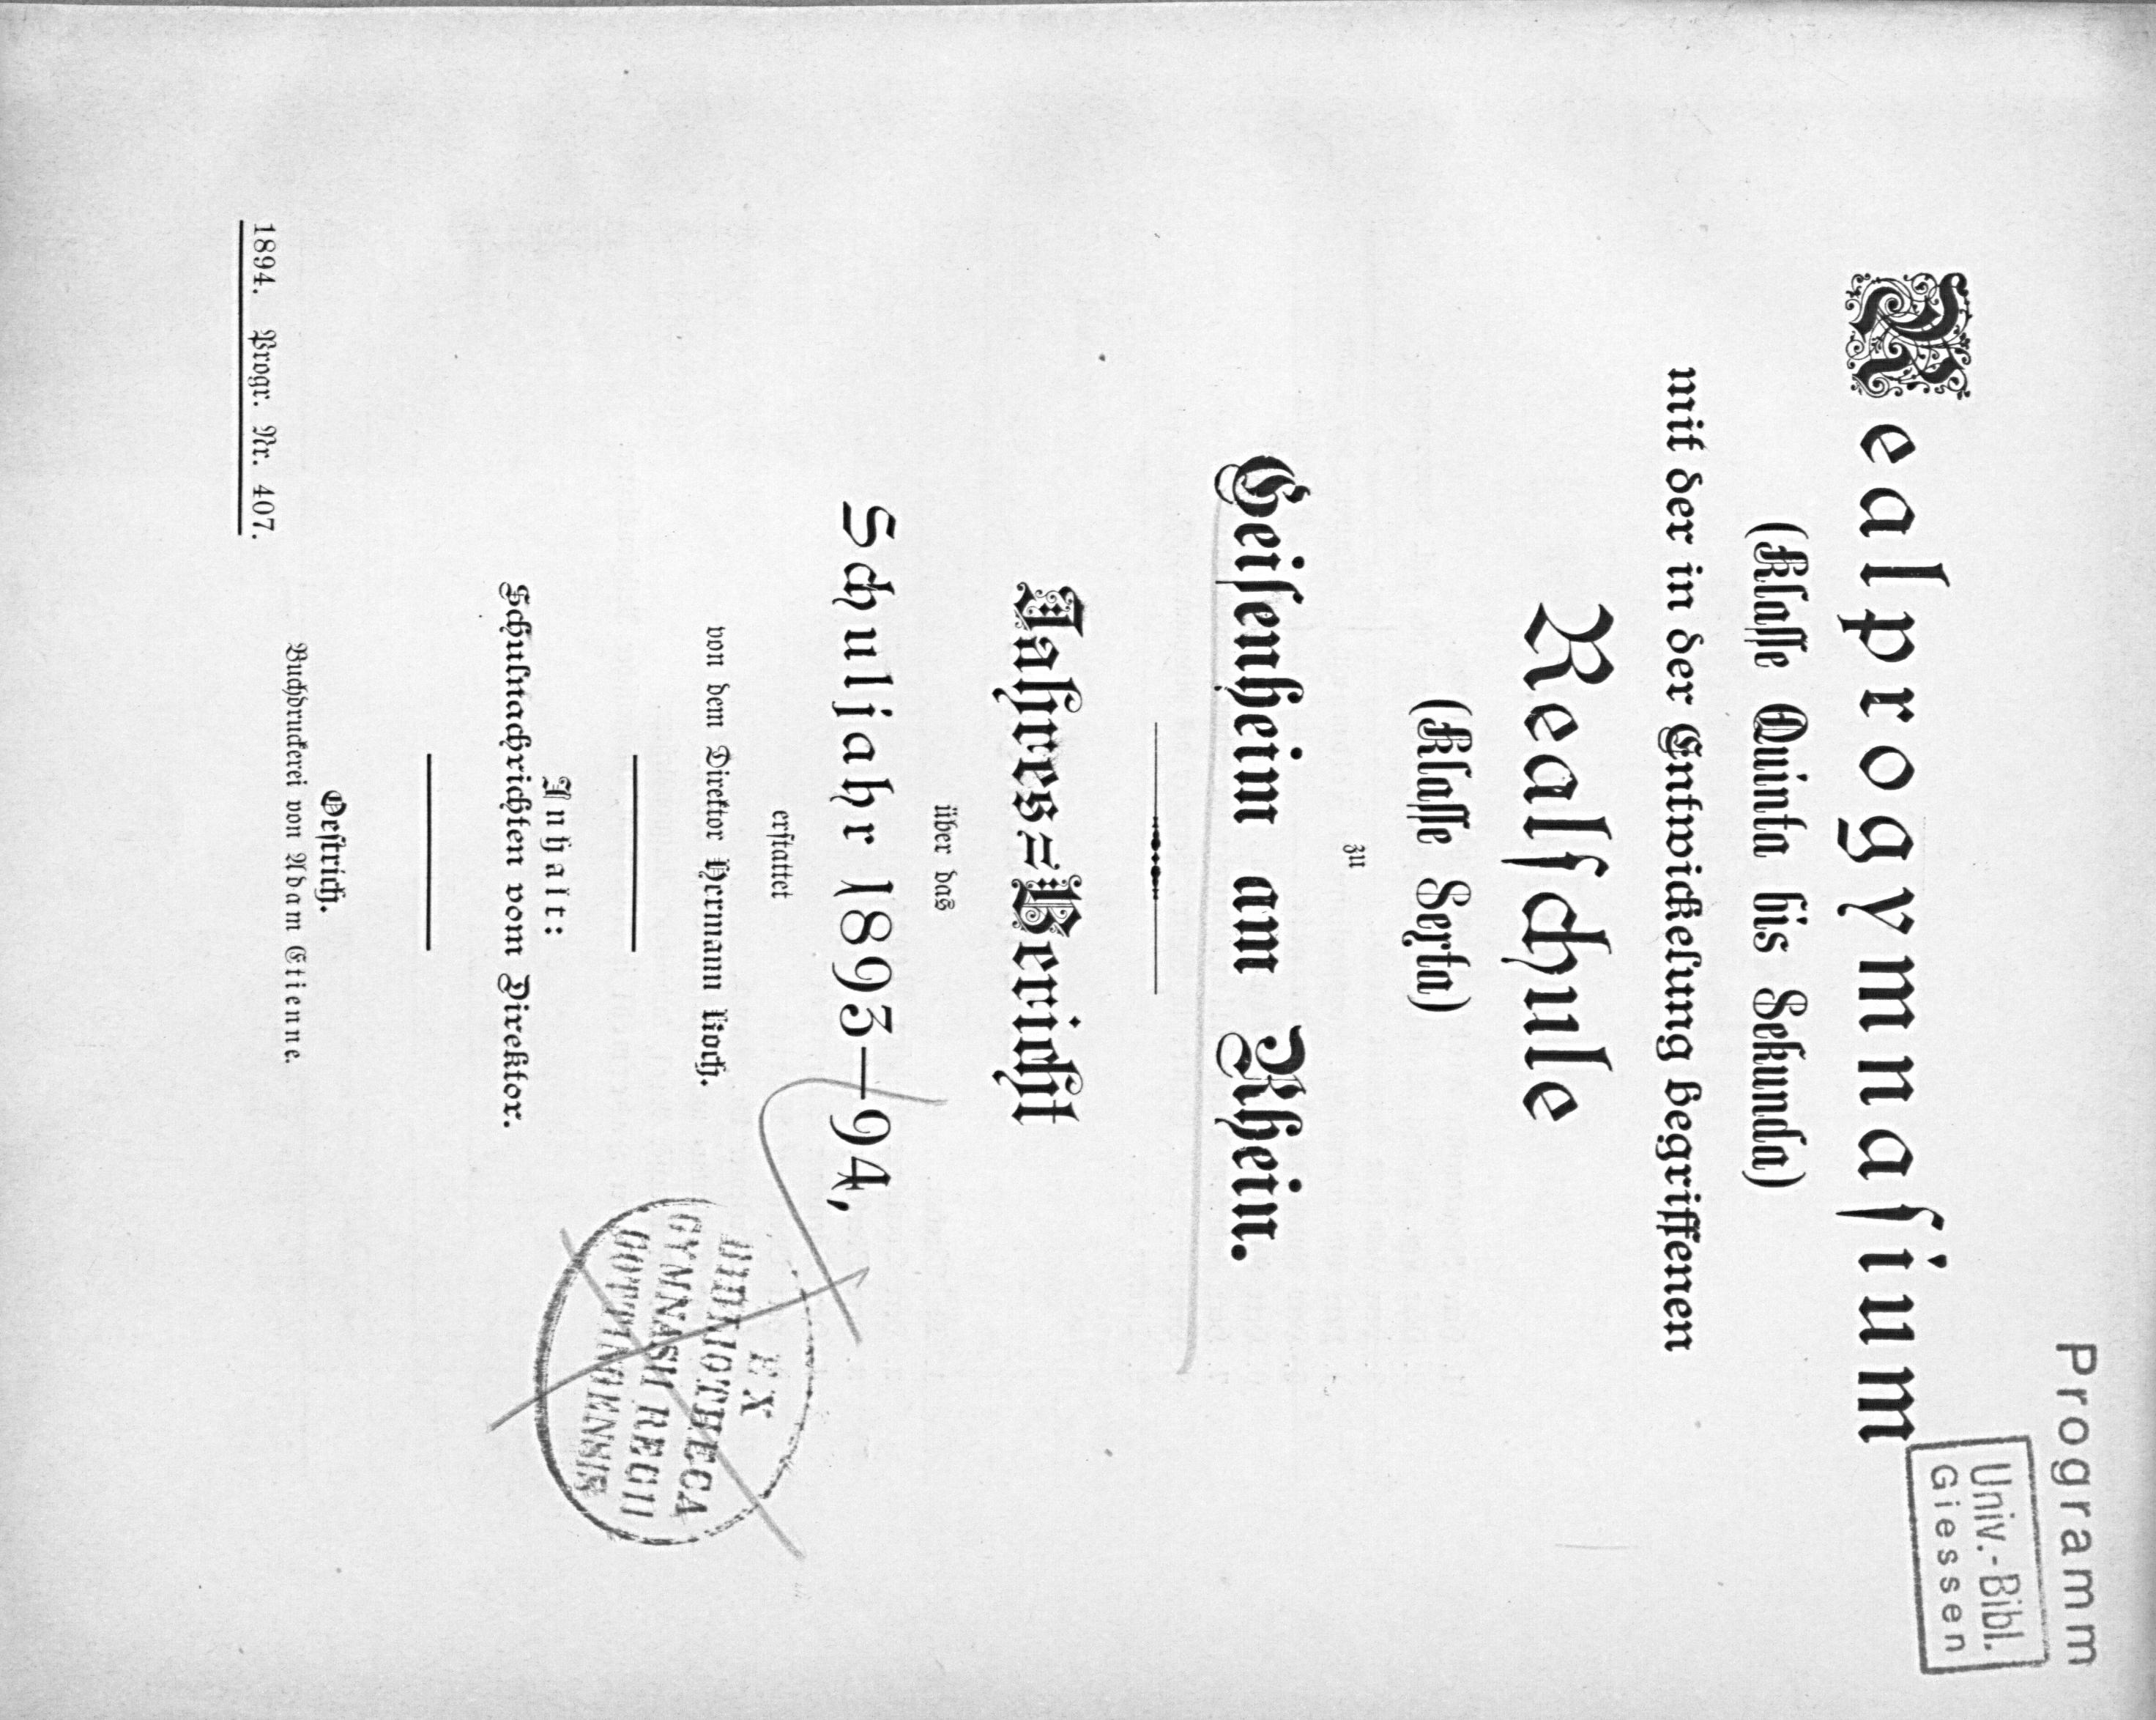 Programm
Univ.-Bibl.
Giessen
Realprogymnaſium
(Klaſſe Quinta bis Sekunda)
mit der in der Entwickelung begriffenen
Realſchule
(Klaſſe Sexta)
zu
Geiſenheim am Rhein.
Jahres=Bericht
über das
Schuljahr 1893—94,
erſtattet
von dem Direktor Hermann Koch.
EX
BIBLIOTHECA
GYMNASII REGII
GOTTINGENSIS
Inhalt:
Schulnachrichten vom Direktor.
Oeſtrich.
Buchdruckerei von Adam Etienne.
1894. Progr. Nr. 407.